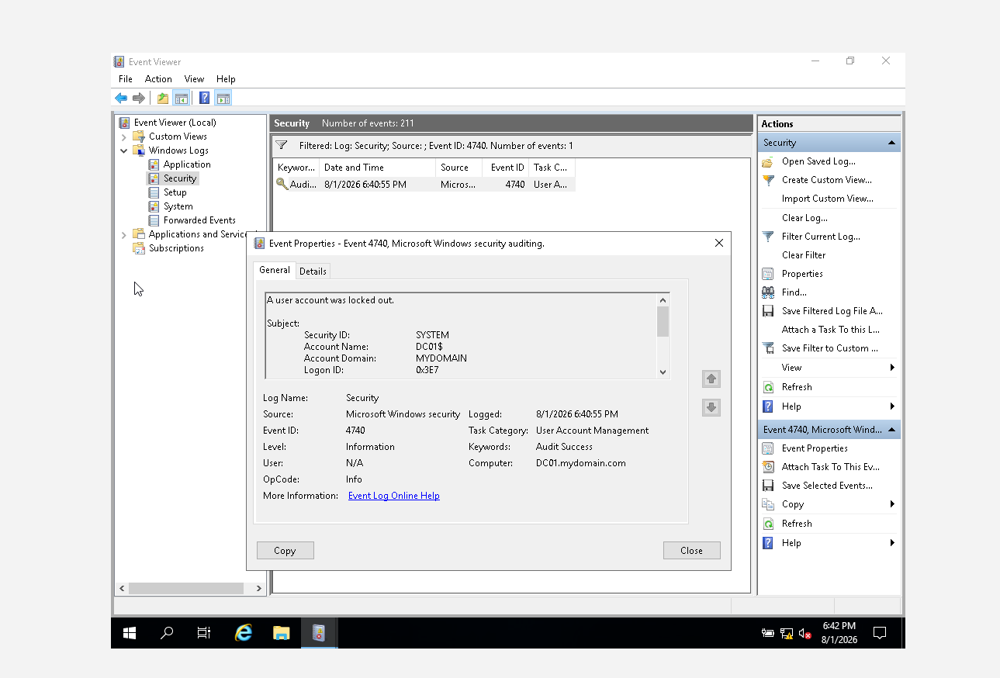 Event Viewer
File Action View Help
Event Viewer (Local)
Custom Views
Windows Logs
Application
Security
Setup
System
Forwarded Events
Applications and Service
Subscriptions
Security Number of events: 211
Filtered: Log: Security; Source: ; Event ID: 4740. Number of events: 1
Keywor... Date and Time Source Event ID Task C...
Audi... 8/1/2026 6:40:55 PM Micros... 4740 User A...
Event Properties - Event 4740, Microsoft Windows security auditing.
General Details
A user account was locked out.
Subject:
Security ID: SYSTEM
Account Name: DC01$
Account Domain: MYDOMAIN
Logon ID: 0x3E7
Log Name: Security
Source: Microsoft Windows security Logged: 8/1/2026 6:40:55 PM
Event ID: 4740 Task Category: User Account Management
Level: Information Keywords: Audit Success
User: N/A Computer: DC01.mydomain.com
OpCode: Info
More Information: Event Log Online Help
Copy Close
Actions
Security
Open Saved Log...
Create Custom View...
Import Custom View...
Clear Log...
Filter Current Log...
Clear Filter
Properties
Find...
Save Filtered Log File A...
Attach a Task To this L...
Save Filter to Custom ...
View
Refresh
Help
Event 4740, Microsoft Wind...
Event Properties
Attach Task To This Ev...
Save Selected Events...
Copy
Refresh
Help
6:42 PM
8/1/2026